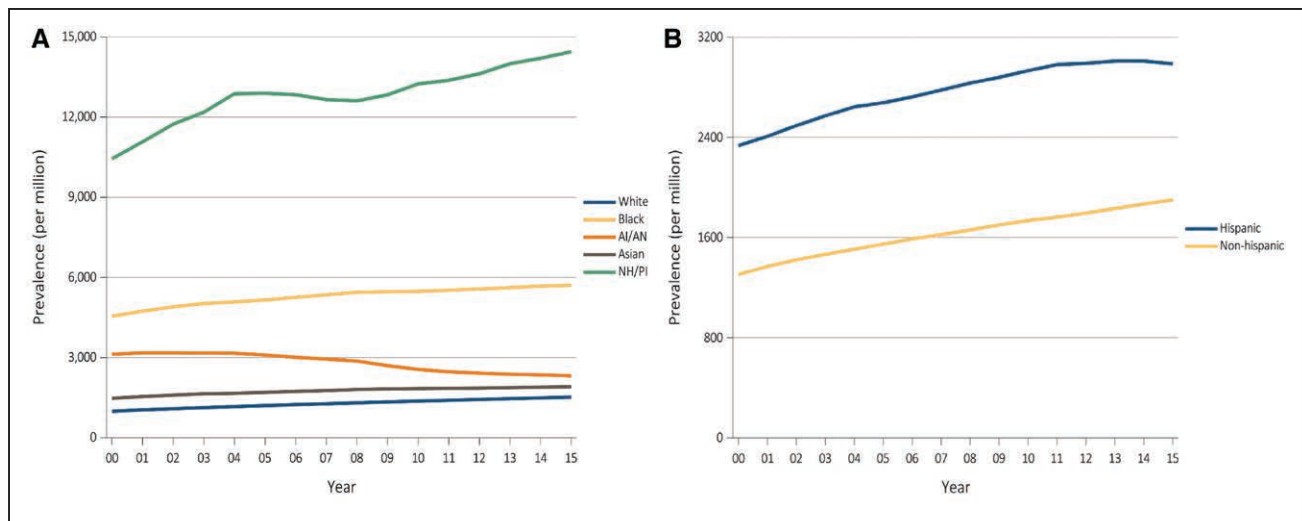 A
15,000
12,000
9,000
6,000
3,000
0
Prevalence (per million)
00 01 02 03 04 05 06 07 08 09 10 11 12 13 14 15
Year
White
Black
AI/AN
Asian
NH/PI
B
3200
2400
1600
800
0
Prevalence (per million)
00 01 02 03 04 05 06 07 08 09 10 11 12 13 14 15
Year
Hispanic
Non-hispanic